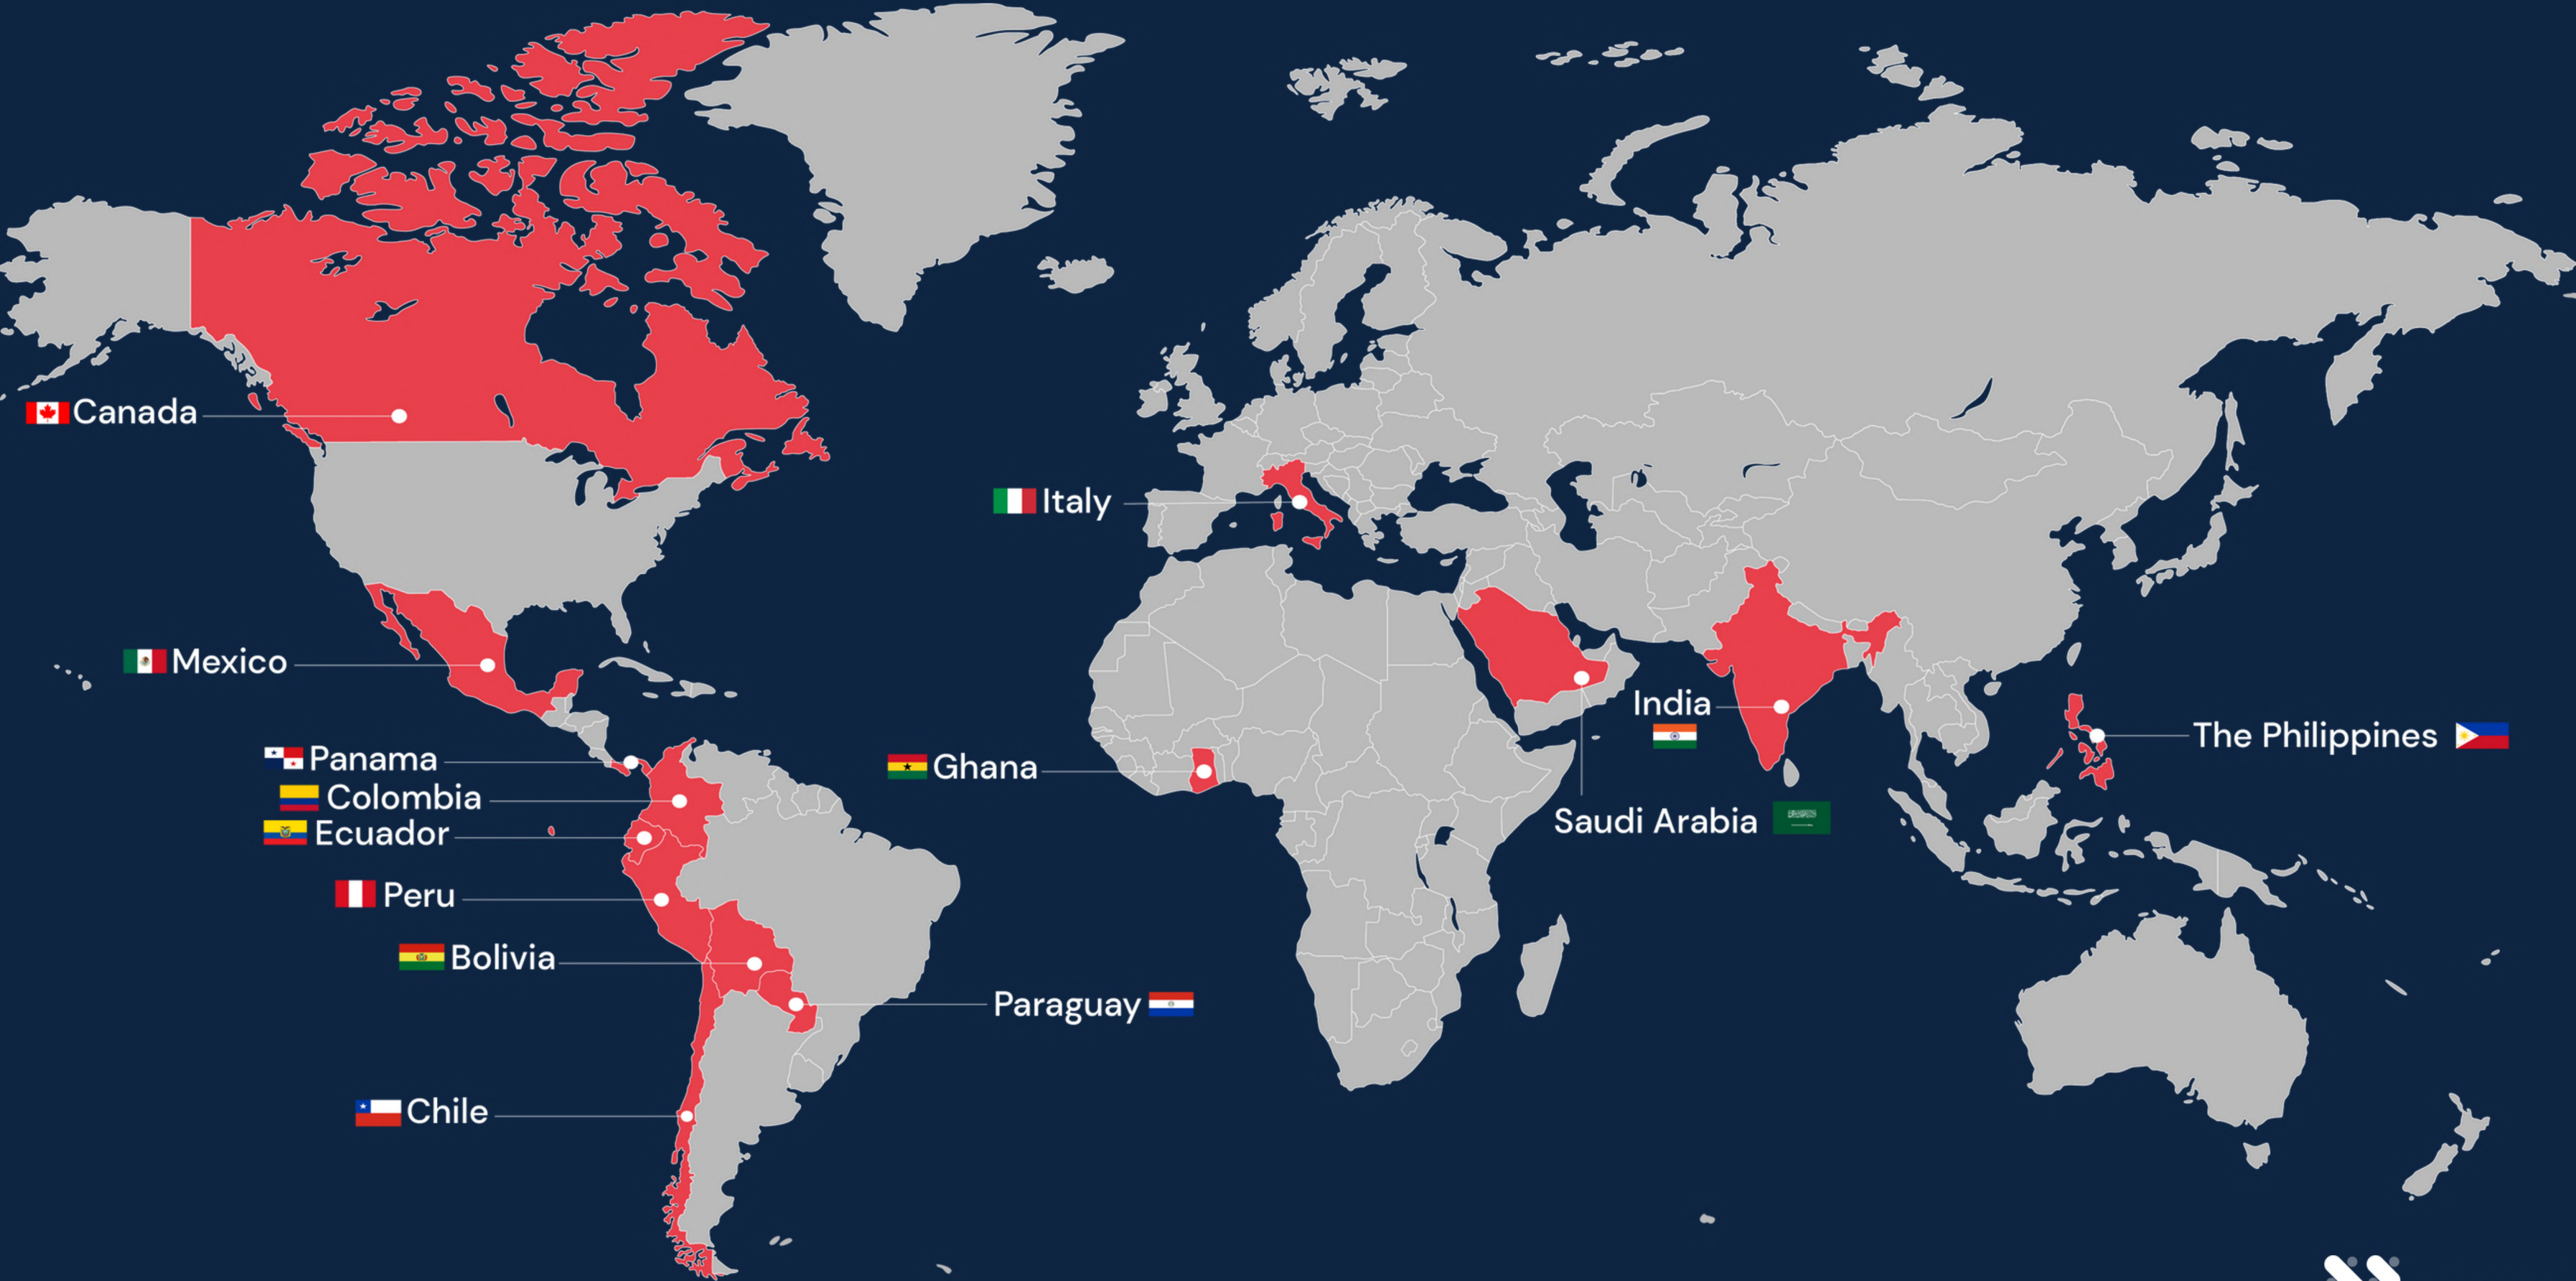 Canada
Italy
Mexico
India
The Philippines
Panama
Ghana
Colombia
Saudi Arabia
Ecuador
Peru
Bolivia
Paraguay
Chile